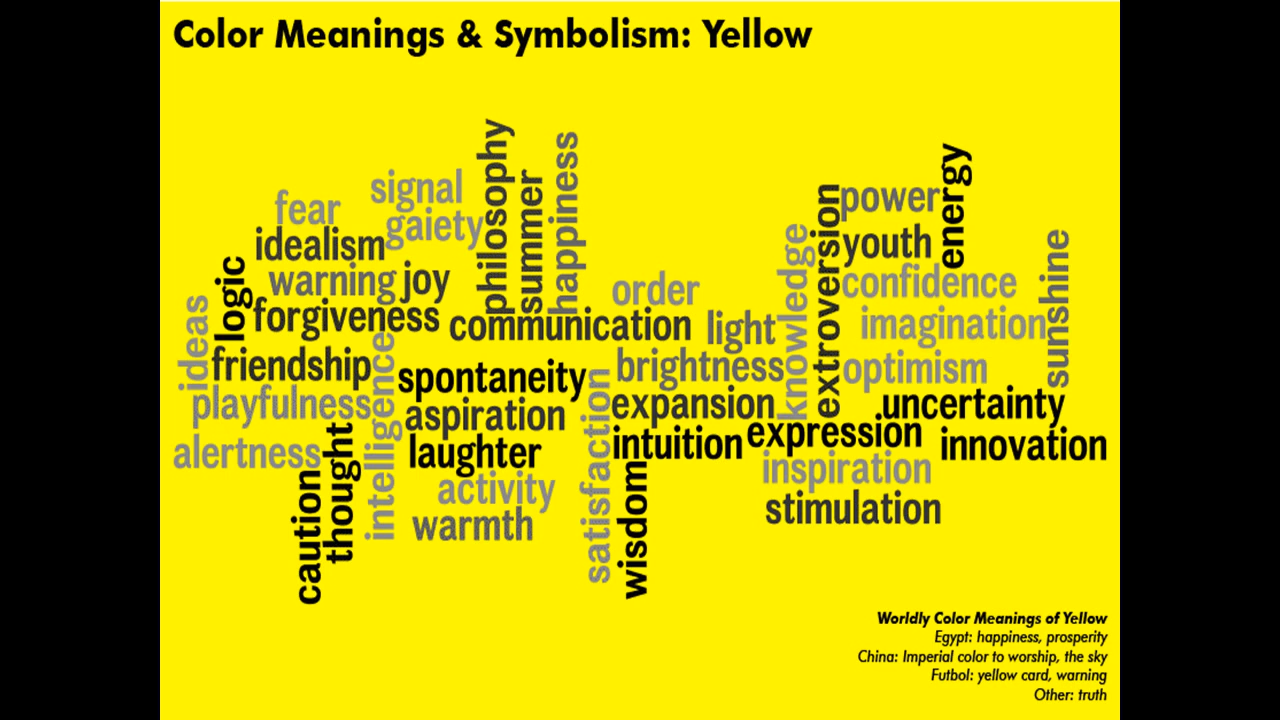 Color Meanings & Symbolism: Yellow
philosophy
happiness
energy
signal
summer
power
fear
gaiety
extroversion
idealism
youth
knowledge
sunshine
logic
warning
joy
order
confidence
ideas
forgiveness
communication
light
imagination
friendship
intelligence
spontaneity
brightness
optimism
playfulness
aspiration
satisfaction
expansion
uncertainty
alertness
thought
laughter
intuition
expression
innovation
caution
activity
wisdom
inspiration
warmth
stimulation
Worldly Color Meanings of Yellow
Egypt: happiness, prosperity
China: Imperial color to worship, the sky
Futbol: yellow card, warning
Other: truth